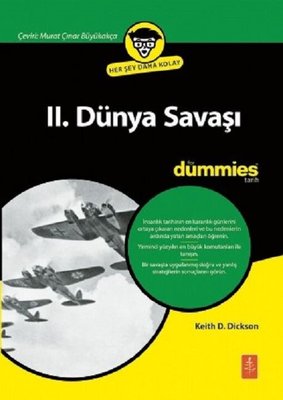 Çeviri: Murat Çınar Büyükakça
HER ŞEY DAHA KOLAY
II. Dünya Savaşı
for
dummies
tarih
İnsanlık tarihinin en karanlık günlerini
ortaya çıkaran nedenleri ve bu nedenlerin
ardında yatan amaçları öğrenin.
Yirminci yüzyılın en büyük komutanları ile
tanışın.
Bir savaşta uygulanmış doğru ve yanlış
stratejilerin sonuçlarını görün.
Keith D. Dickson